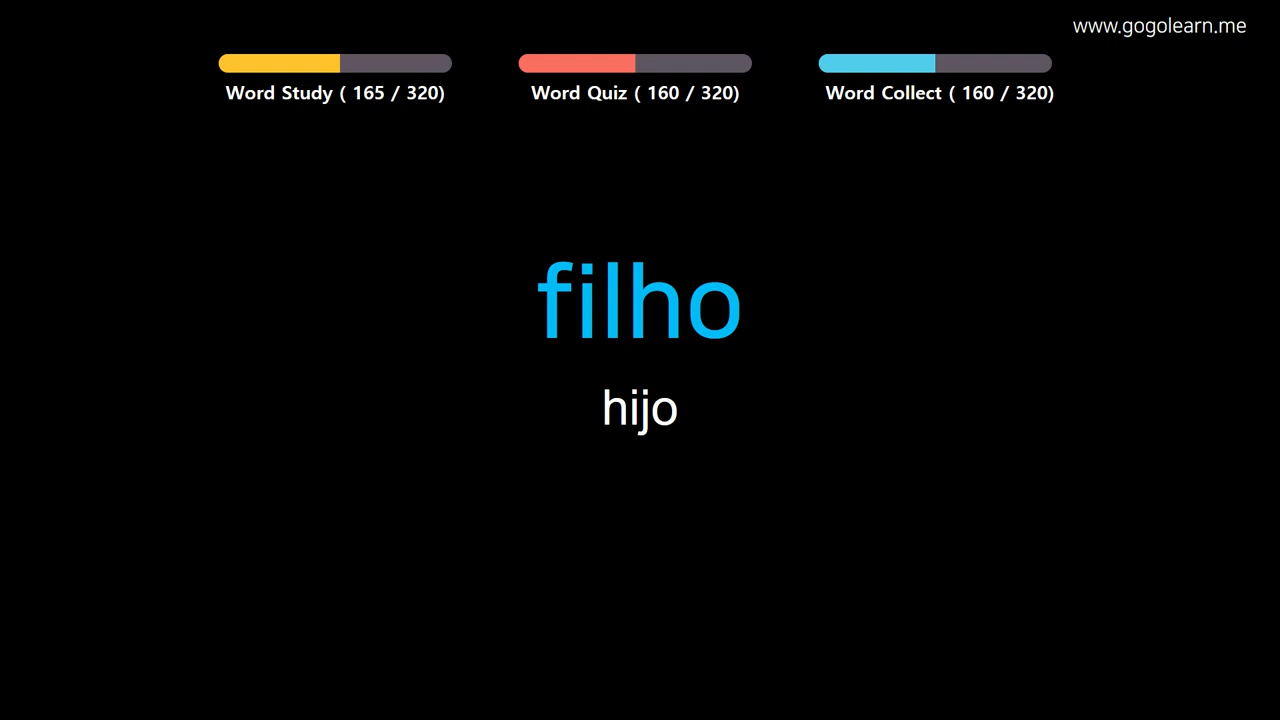 www.gogolearn.me
Word Study ( 165 / 320)
Word Quiz ( 160 / 320)
Word Collect ( 160 / 320)
filho
hijo